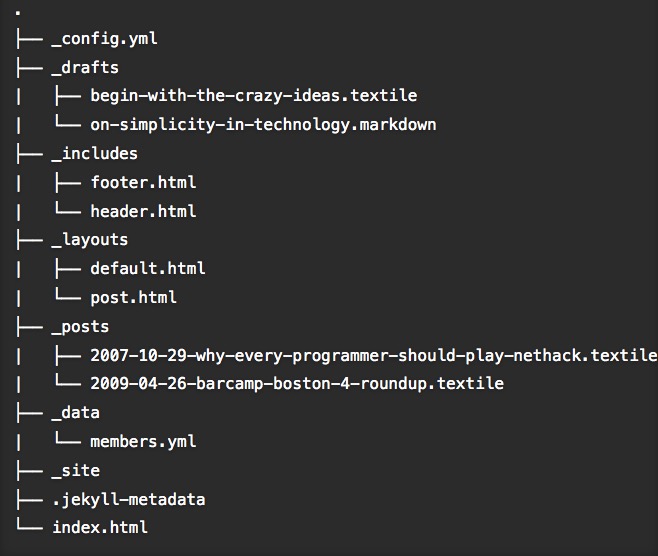 .
├── _config.yml
├── _drafts
|   ├── begin-with-the-crazy-ideas.textile
|   └── on-simplicity-in-technology.markdown
├── _includes
|   ├── footer.html
|   └── header.html
├── _layouts
|   ├── default.html
|   └── post.html
├── _posts
|   ├── 2007-10-29-why-every-programmer-should-play-nethack.textile
|   └── 2009-04-26-barcamp-boston-4-roundup.textile
├── _data
|   └── members.yml
├── _site
├── .jekyll-metadata
└── index.html